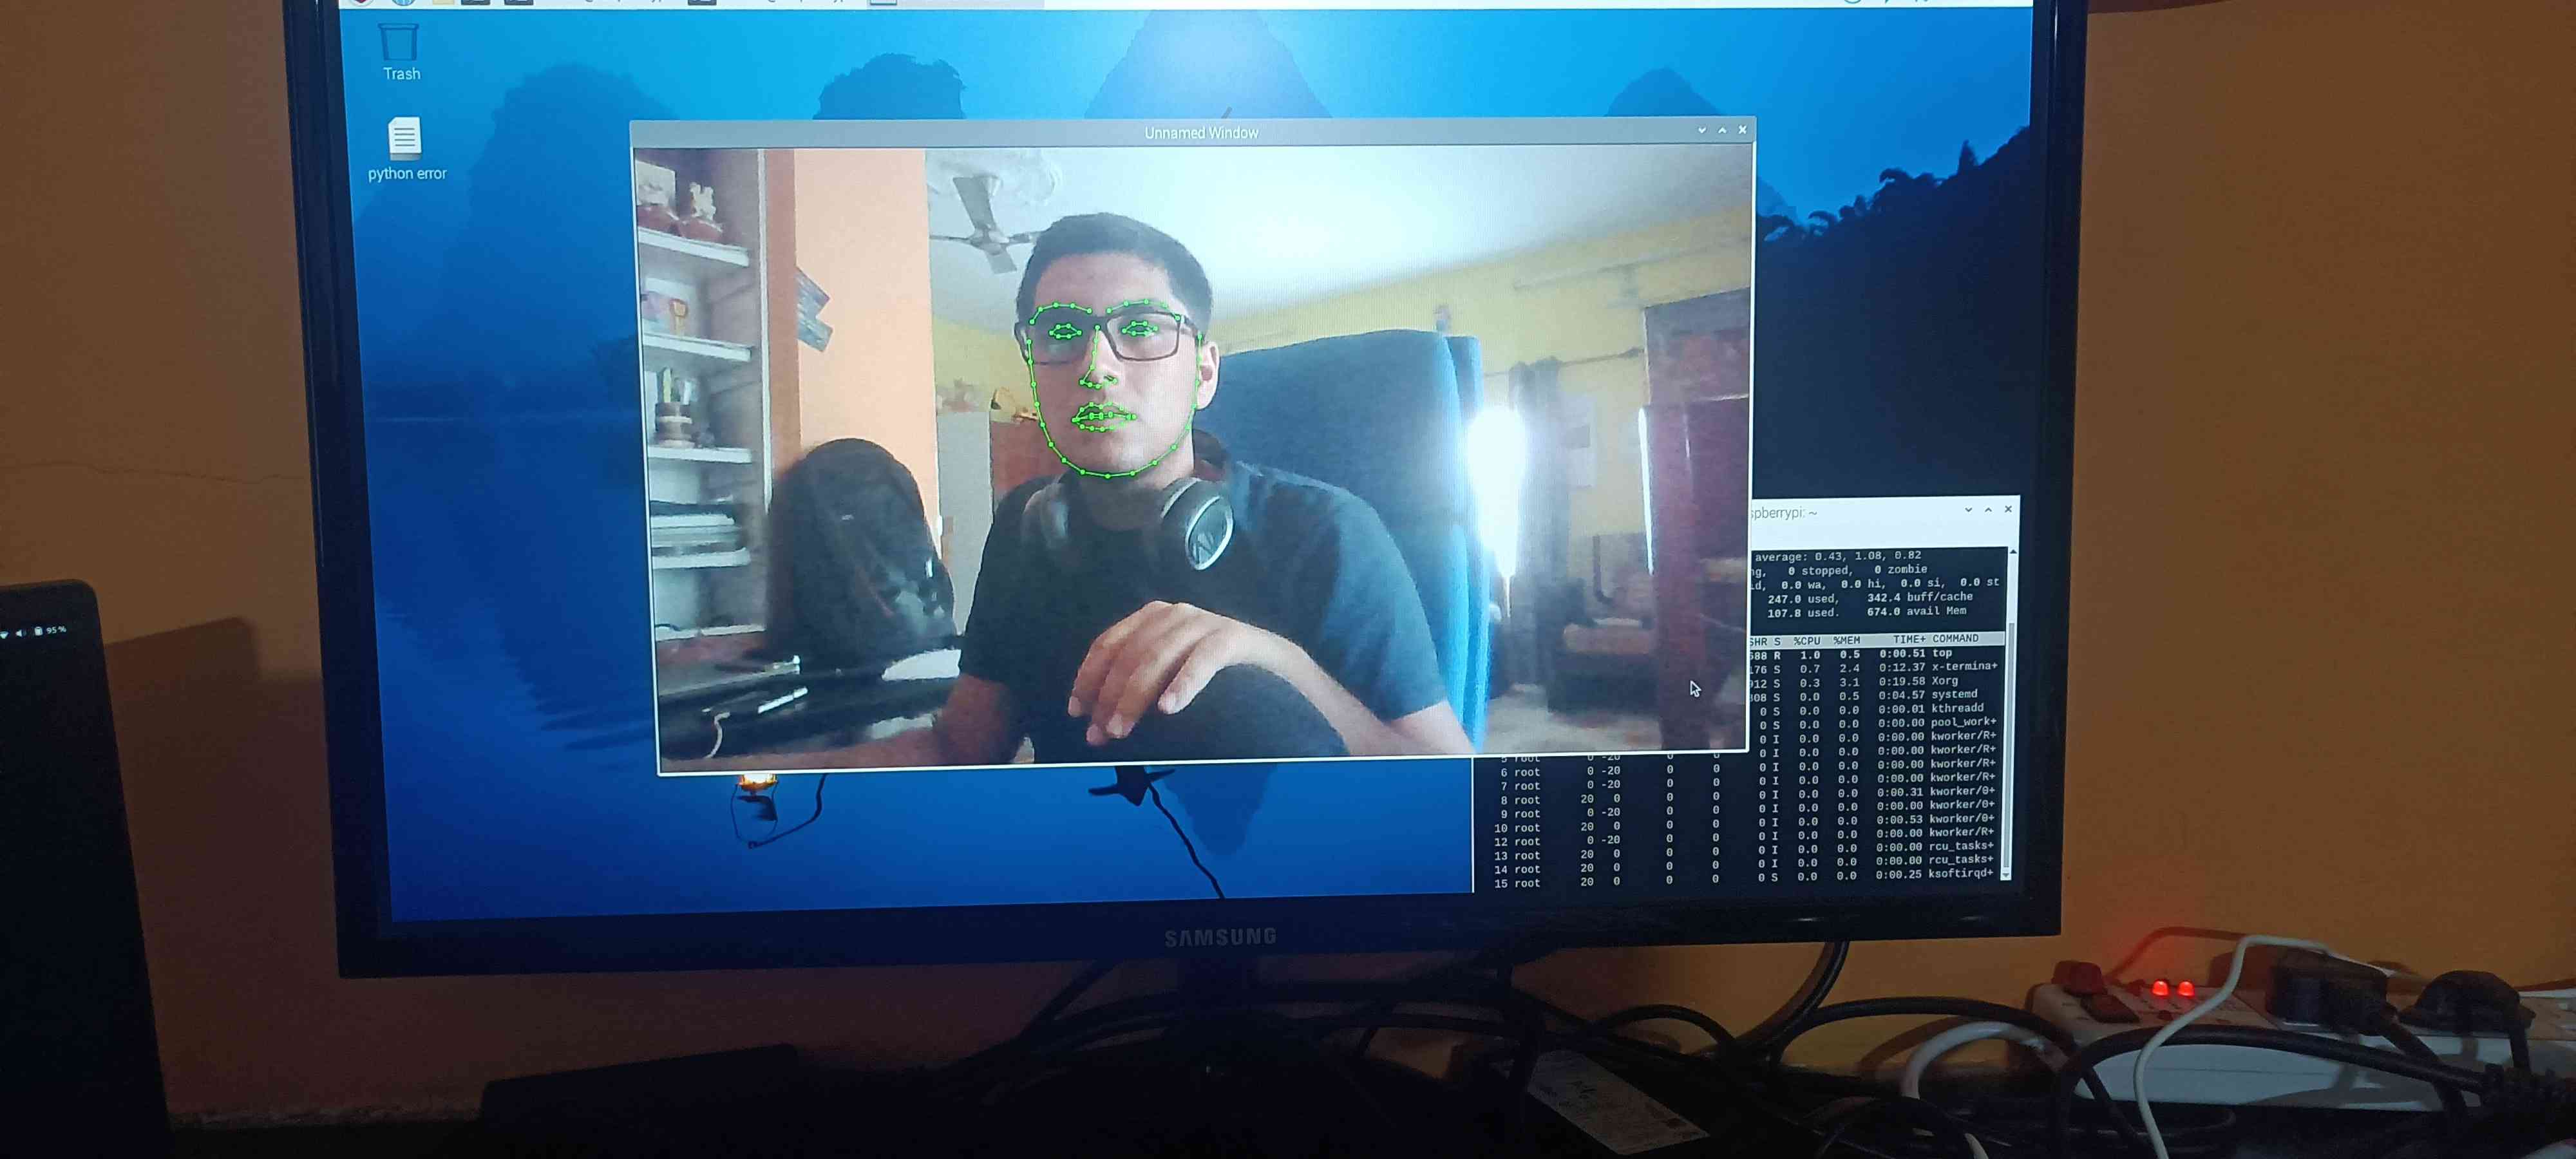 Trash
python error
Unnamed Window
spberrypi: ~
average: 0.43, 1.08, 0.82
ng, 0 stopped, 0 zombie
id, 0.0 wa, 0.0 hi, 0.0 si, 0.0 st
247.0 used, 342.4 buff/cache
107.8 used. 674.0 avail Mem
SHR S %CPU %MEM TIME+ COMMAND
588 R 1.0 0.5 0:00.51 top
176 S 0.7 2.4 0:12.37 x-termina+
912 S 0.3 3.1 0:19.58 Xorg
808 S 0.0 0.5 0:04.57 systemd
0 S 0.0 0.0 0:00.01 kthreadd
0 S 0.0 0.0 0:00.00 pool_work+
0 I 0.0 0.0 0:00.00 kworker/R+
0 I 0.0 0.0 0:00.00 kworker/R+
5 root 0 -20 0 0 0 I 0.0 0.0 0:00.00 kworker/R+
6 root 0 -20 0 0 0 I 0.0 0.0 0:00.00 kworker/R+
7 root 0 -20 0 0 0 I 0.0 0.0 0:00.31 kworker/0+
8 root 20 0 0 0 0 I 0.0 0.0 0:00.00 kworker/0+
9 root 0 -20 0 0 0 I 0.0 0.0 0:00.53 kworker/0+
10 root 20 0 0 0 0 I 0.0 0.0 0:00.00 kworker/R+
12 root 0 -20 0 0 0 I 0.0 0.0 0:00.00 rcu_tasks+
13 root 20 0 0 0 0 I 0.0 0.0 0:00.00 rcu_tasks+
14 root 20 0 0 0 0 S 0.0 0.0 0:00.25 ksoftirqd+
15 root 20 0 0 0
95%
SAMSUNG